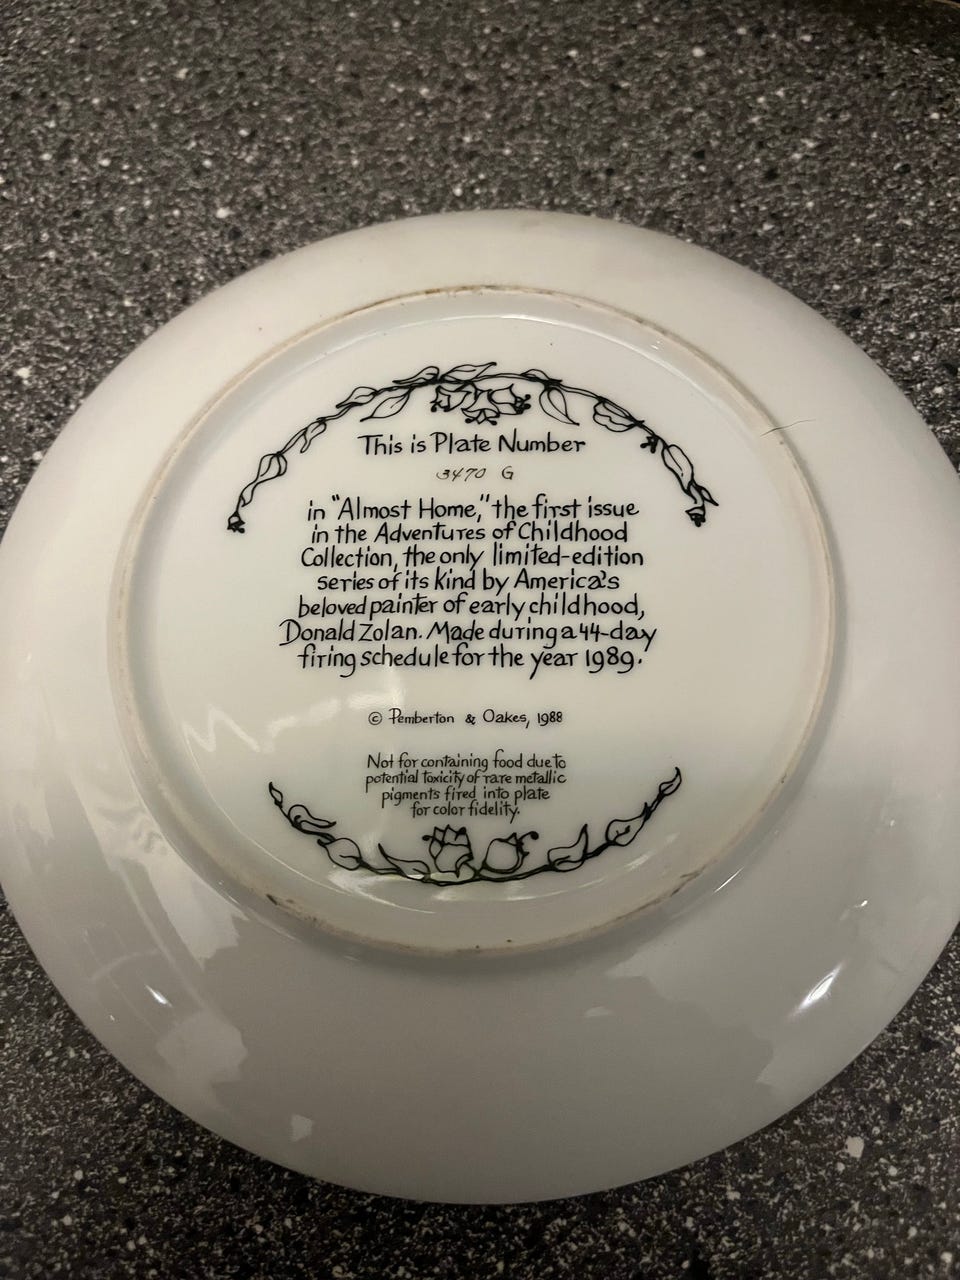 This is Plate Number
3470 G
in "Almost Home," the first issue
in the Adventures of Childhood
Collection, the only limited-edition
series of its kind by America's
beloved painter of early childhood,
Donald Zolan. Made during a 44-day
firing schedule for the year 1989.
© Pemberton & Oakes, 1988
Not for containing food due to
potential toxicity of rare metallic
pigments fired into plate
for color fidelity.